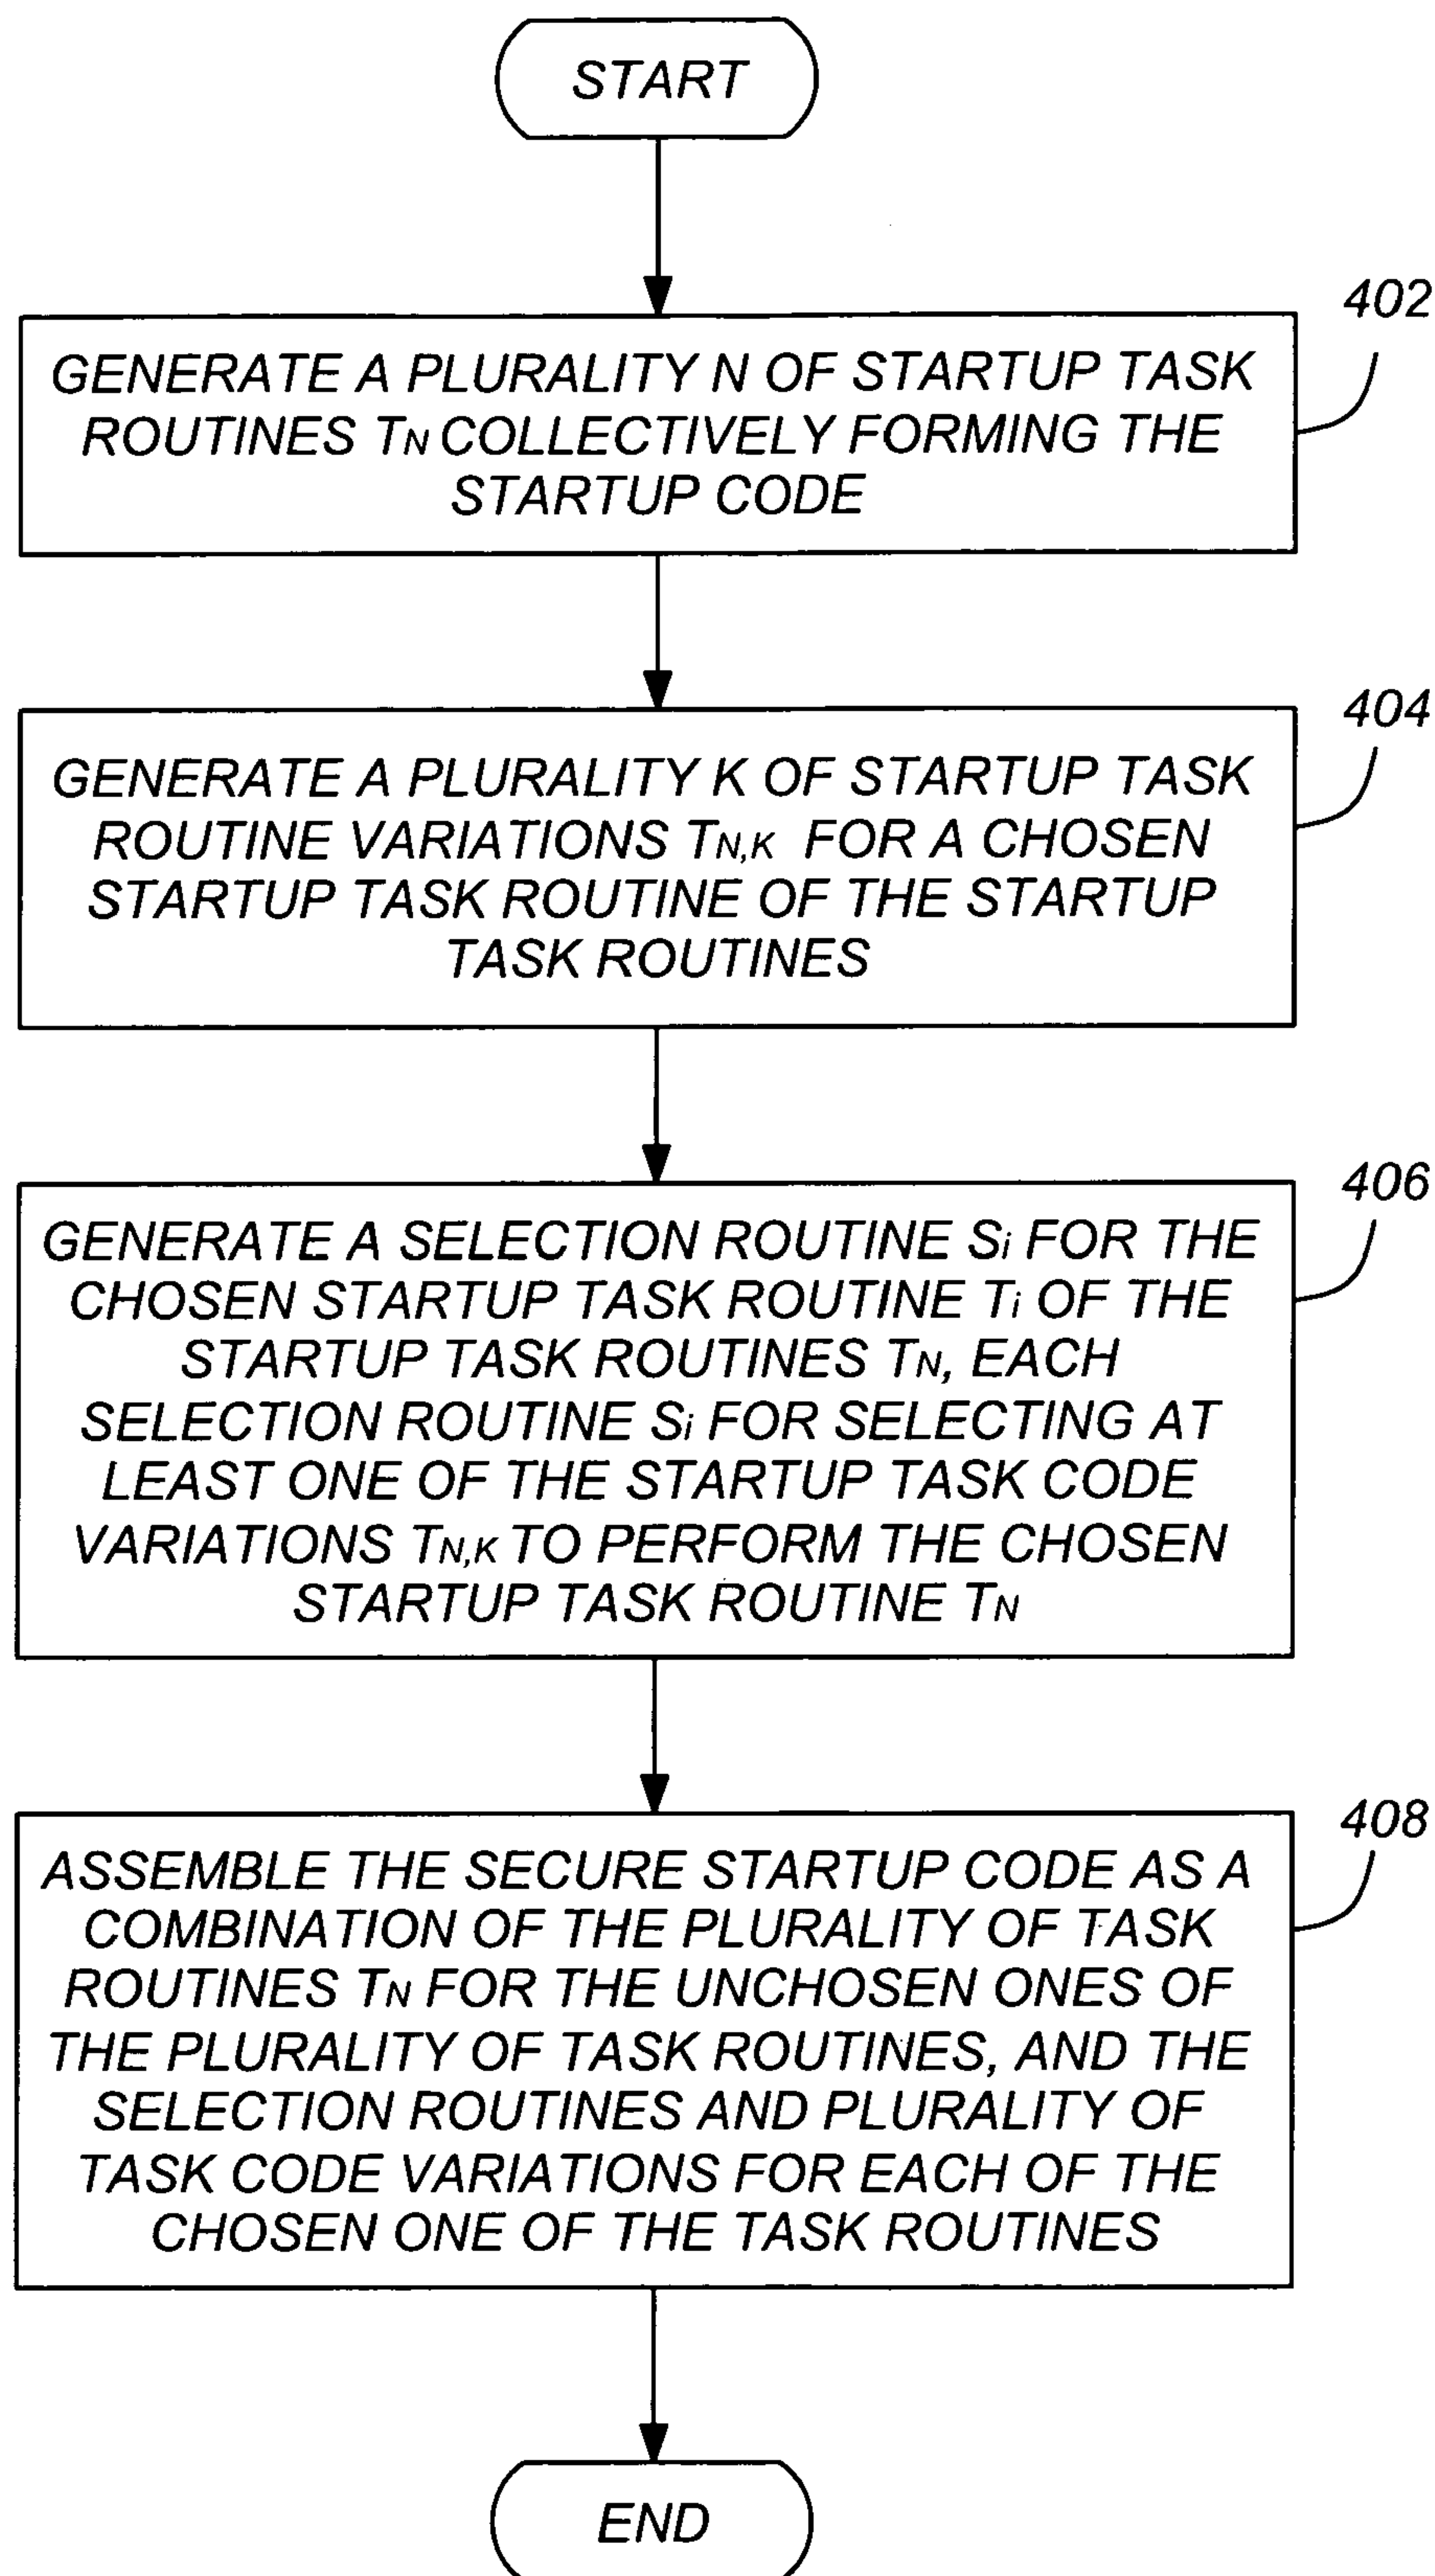 START
402
GENERATE A PLURALITY N OF STARTUP TASK
ROUTINES TN COLLECTIVELY FORMING THE
STARTUP CODE
404
GENERATE A PLURALITY K OF STARTUP TASK
ROUTINE VARIATIONS TN,K FOR A CHOSEN
STARTUP TASK ROUTINE OF THE STARTUP
TASK ROUTINES
406
GENERATE A SELECTION ROUTINE Si FOR THE
CHOSEN STARTUP TASK ROUTINE Ti OF THE
STARTUP TASK ROUTINES TN, EACH
SELECTION ROUTINE Si FOR SELECTING AT
LEAST ONE OF THE STARTUP TASK CODE
VARIATIONS TN,K TO PERFORM THE CHOSEN
STARTUP TASK ROUTINE TN
408
ASSEMBLE THE SECURE STARTUP CODE AS A
COMBINATION OF THE PLURALITY OF TASK
ROUTINES TN FOR THE UNCHOSEN ONES OF
THE PLURALITY OF TASK ROUTINES, AND THE
SELECTION ROUTINES AND PLURALITY OF
TASK CODE VARIATIONS FOR EACH OF THE
CHOSEN ONE OF THE TASK ROUTINES
END